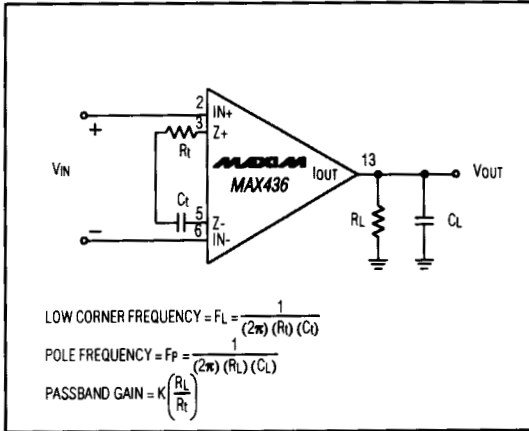 2
IN+
+
3
Z+
Rt
MAXIM
IOUT
13
VOUT
VIN
MAX436
Ct
5
Z-
RL
CL
−
6
IN-
LOW CORNER FREQUENCY = FL = 1 / (2π) (Rt) (Ct)
POLE FREQUENCY = FP = 1 / (2π) (RL) (CL)
PASSBAND GAIN = K (RL / Rt)